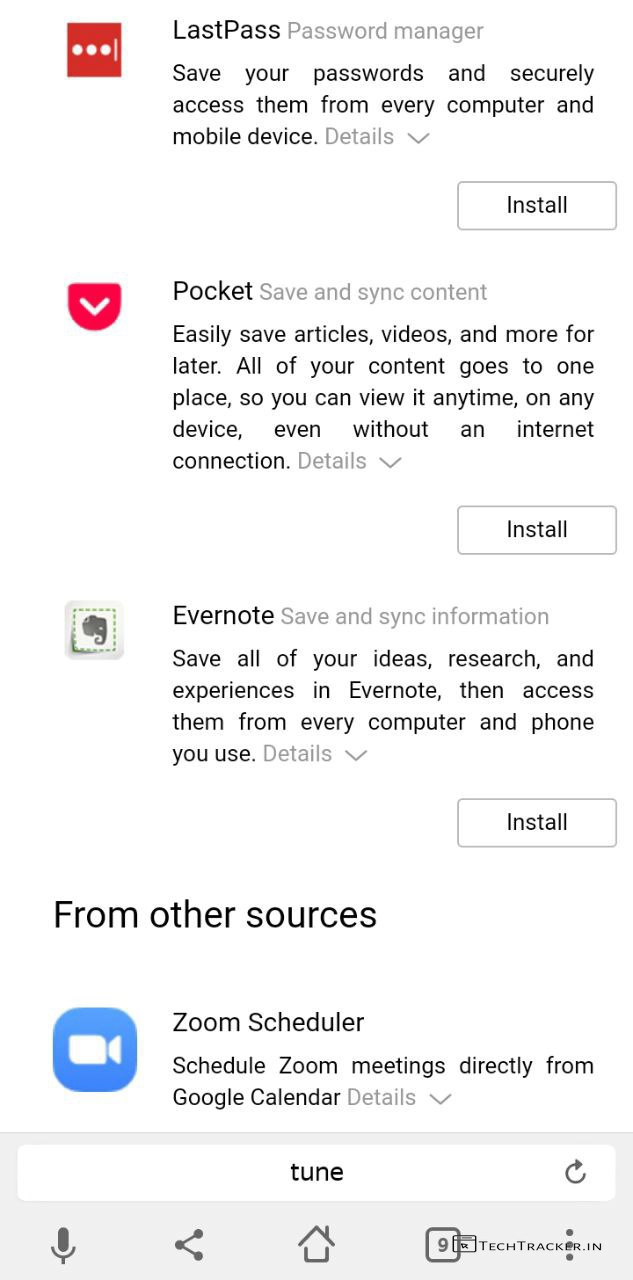 LastPass Password manager
Save your passwords and securely
access them from every computer and
mobile device. Details
Install
Pocket Save and sync content
Easily save articles, videos, and more for
later. All of your content goes to one
place, so you can view it anytime, on any
device, even without an internet
connection. Details
Install
Evernote Save and sync information
Save all of your ideas, research, and
experiences in Evernote, then access
them from every computer and phone
you use. Details
Install
From other sources
Zoom Scheduler
Schedule Zoom meetings directly from
Google Calendar Details
tune
9 TECHTRACKER.IN